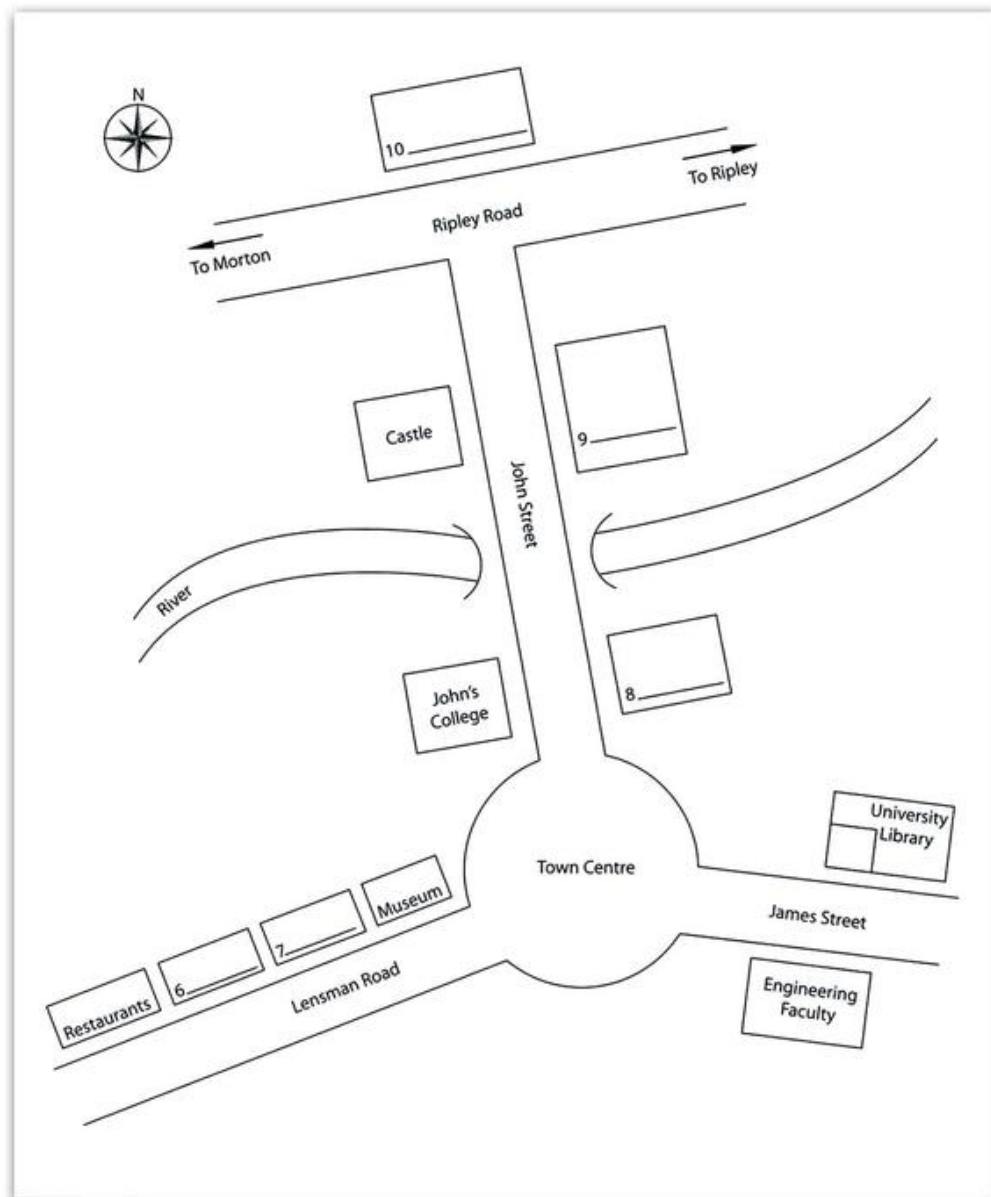 N
10
To Ripley
Ripley Road
To Morton
Castle
9
John Street
River
8
John's
College
University
Library
Town Centre
Museum
James Street
7
6
Restaurants
Lensman Road
Engineering
Faculty